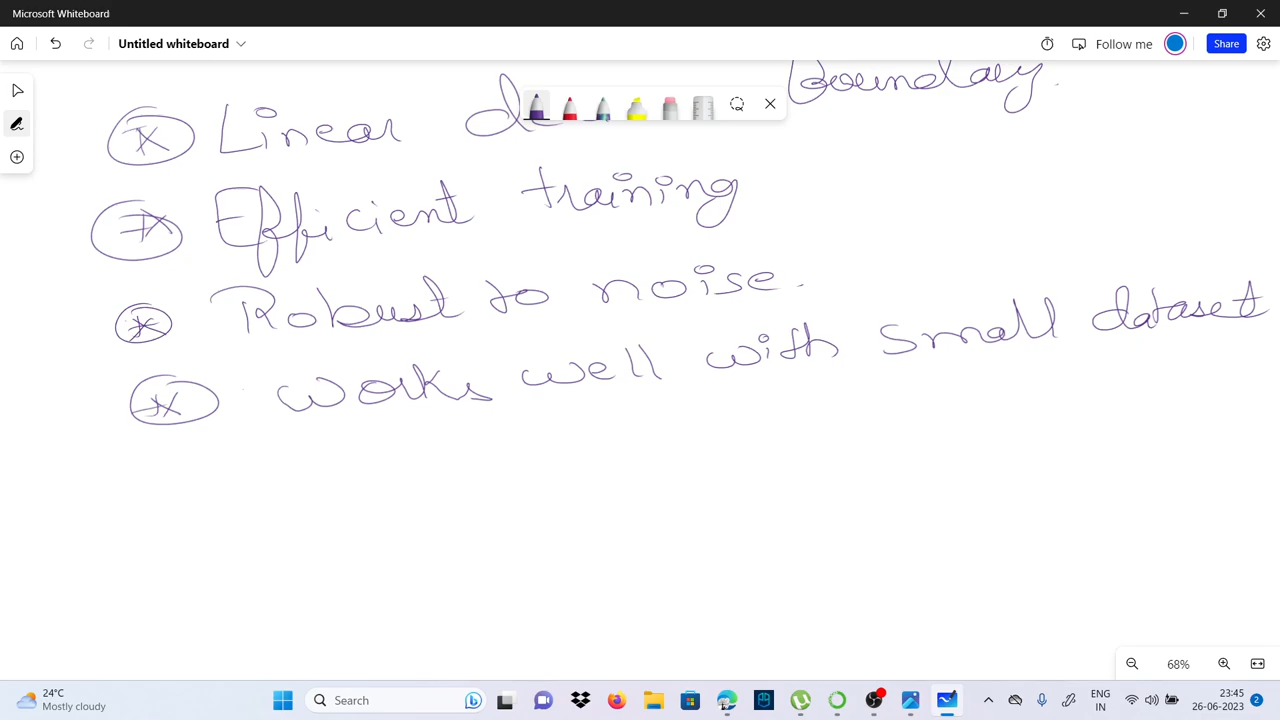 Microsoft Whiteboard
Untitled whiteboard
Follow me
Share
Boundary.
Linear
Efficient training
Robust to noise.
works well with small dataset
68%
24°C
Mostly cloudy
Search
ENG
IN
23:45
26-06-2023
2